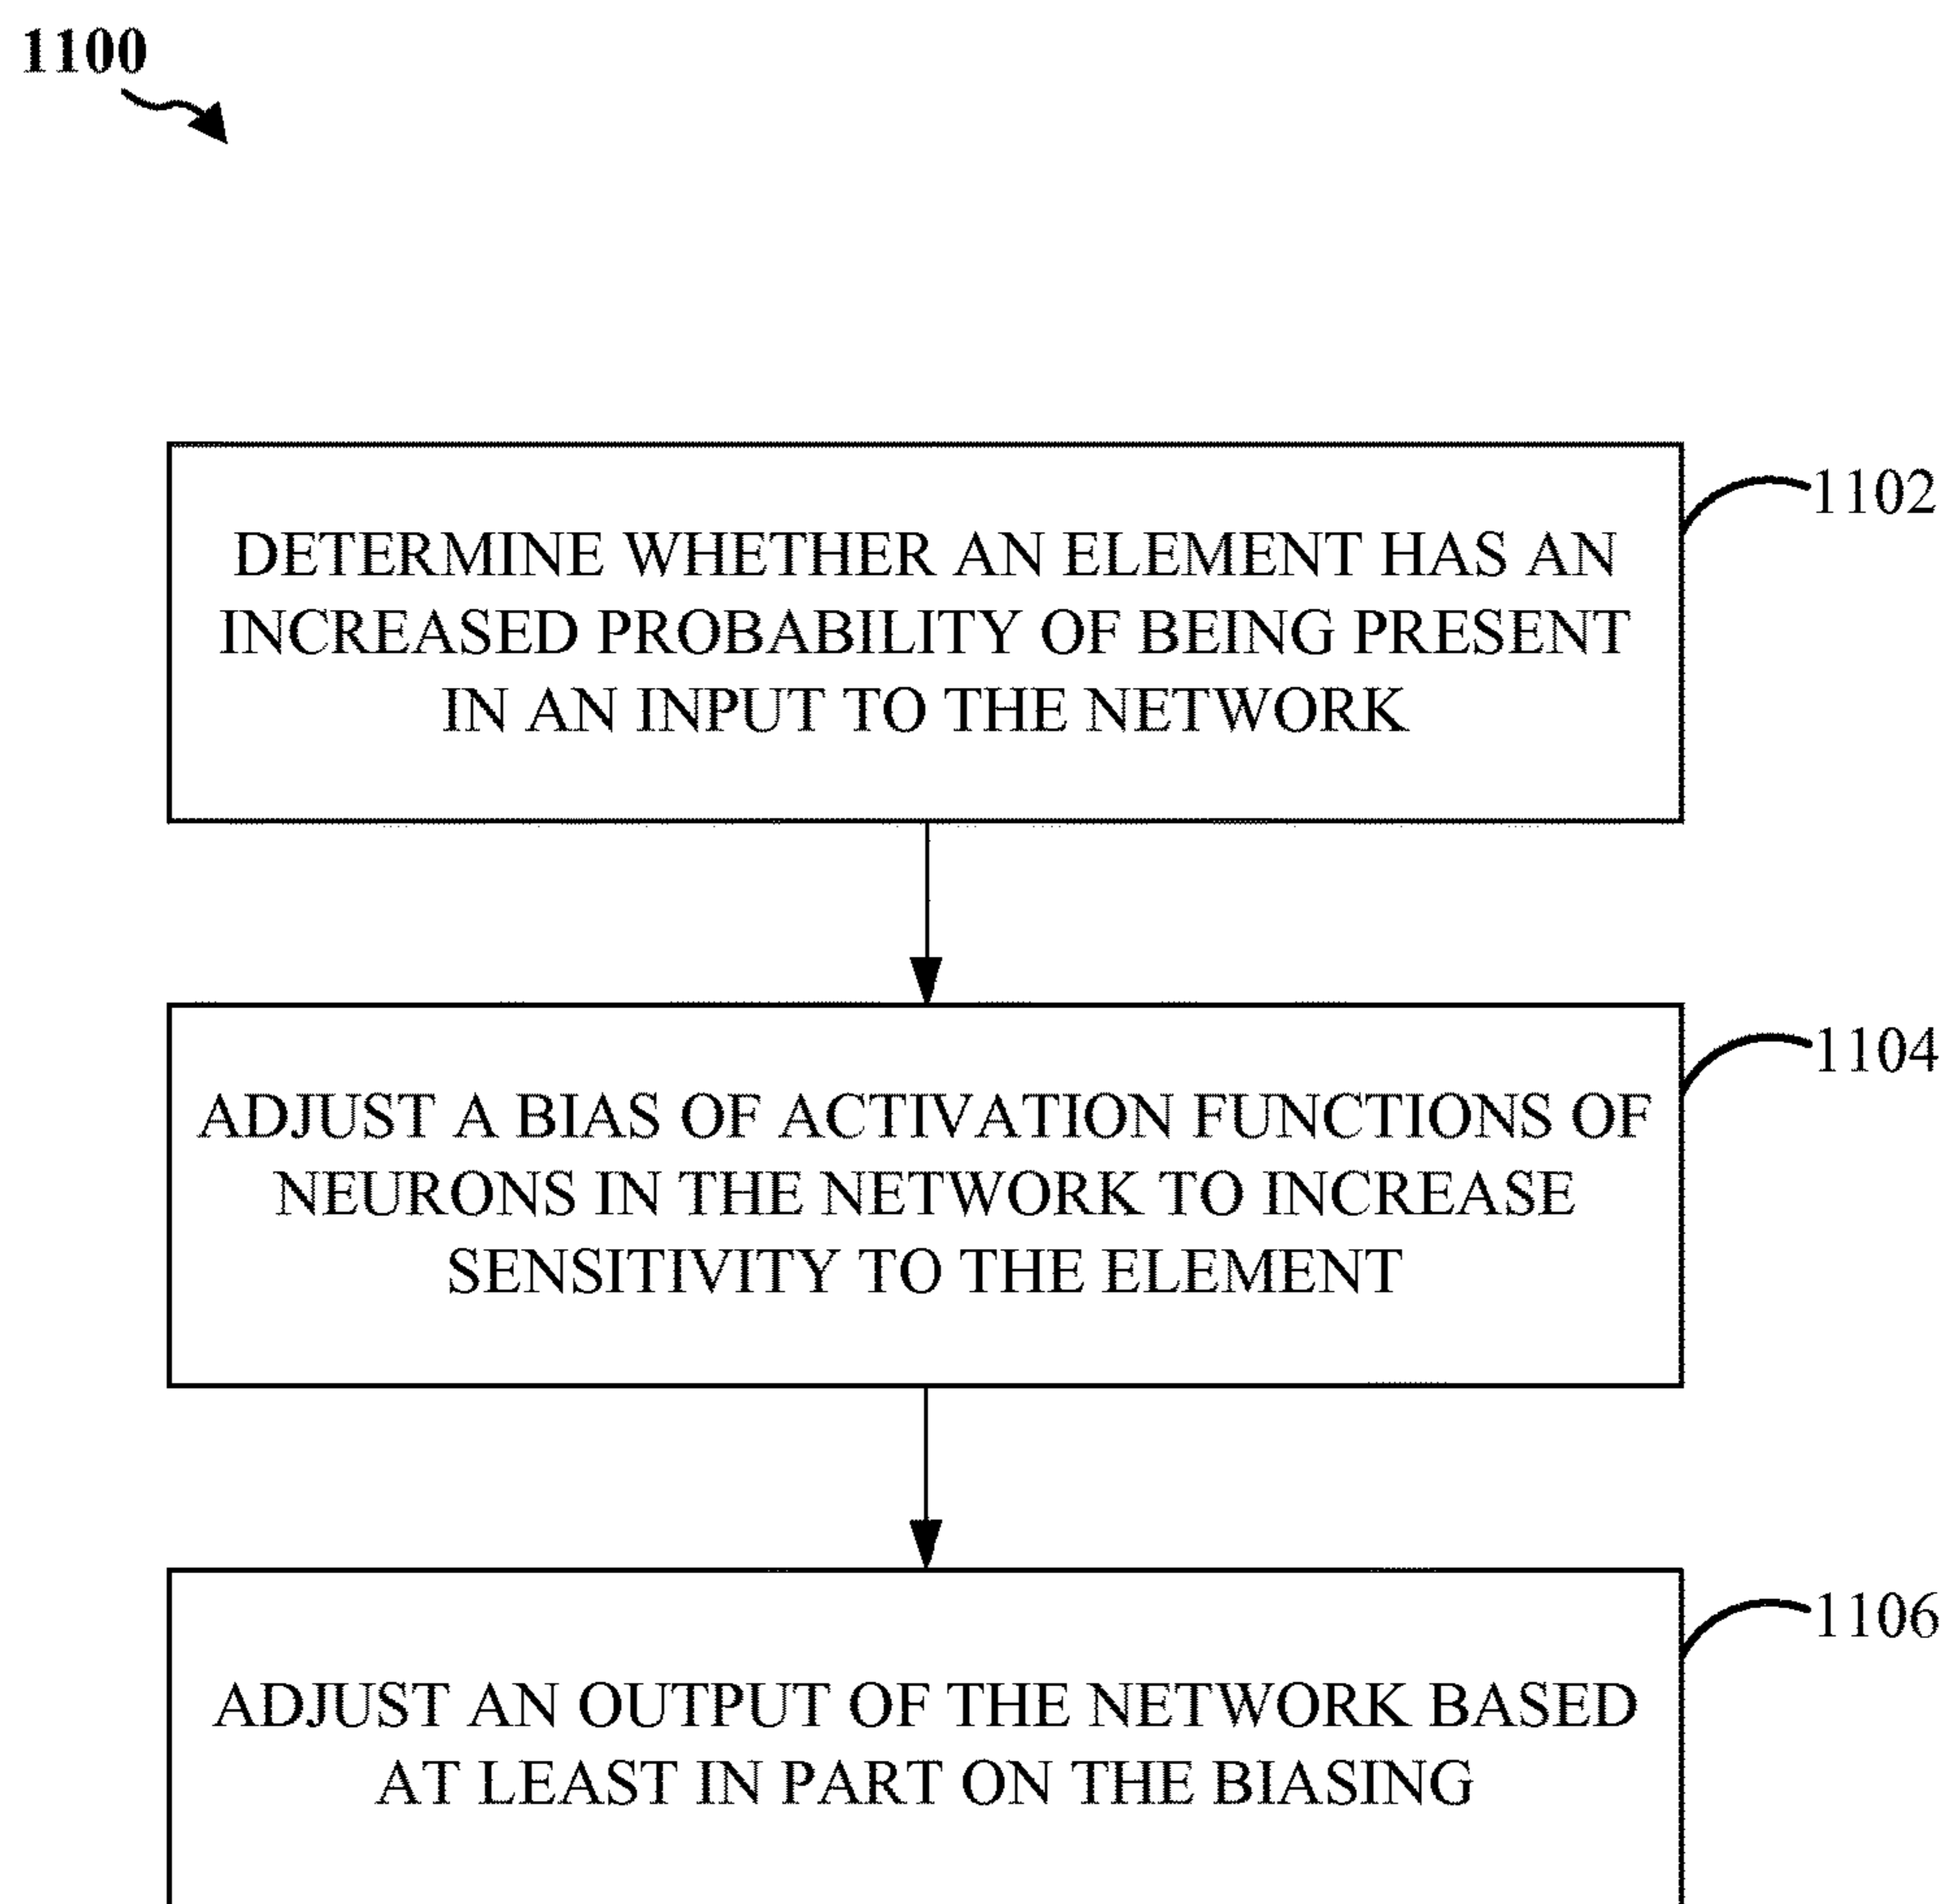 1100
DETERMINE WHETHER AN ELEMENT HAS AN
INCREASED PROBABILITY OF BEING PRESENT
IN AN INPUT TO THE NETWORK
1102
ADJUST A BIAS OF ACTIVATION FUNCTIONS OF
NEURONS IN THE NETWORK TO INCREASE
SENSITIVITY TO THE ELEMENT
1104
ADJUST AN OUTPUT OF THE NETWORK BASED
AT LEAST IN PART ON THE BIASING
1106